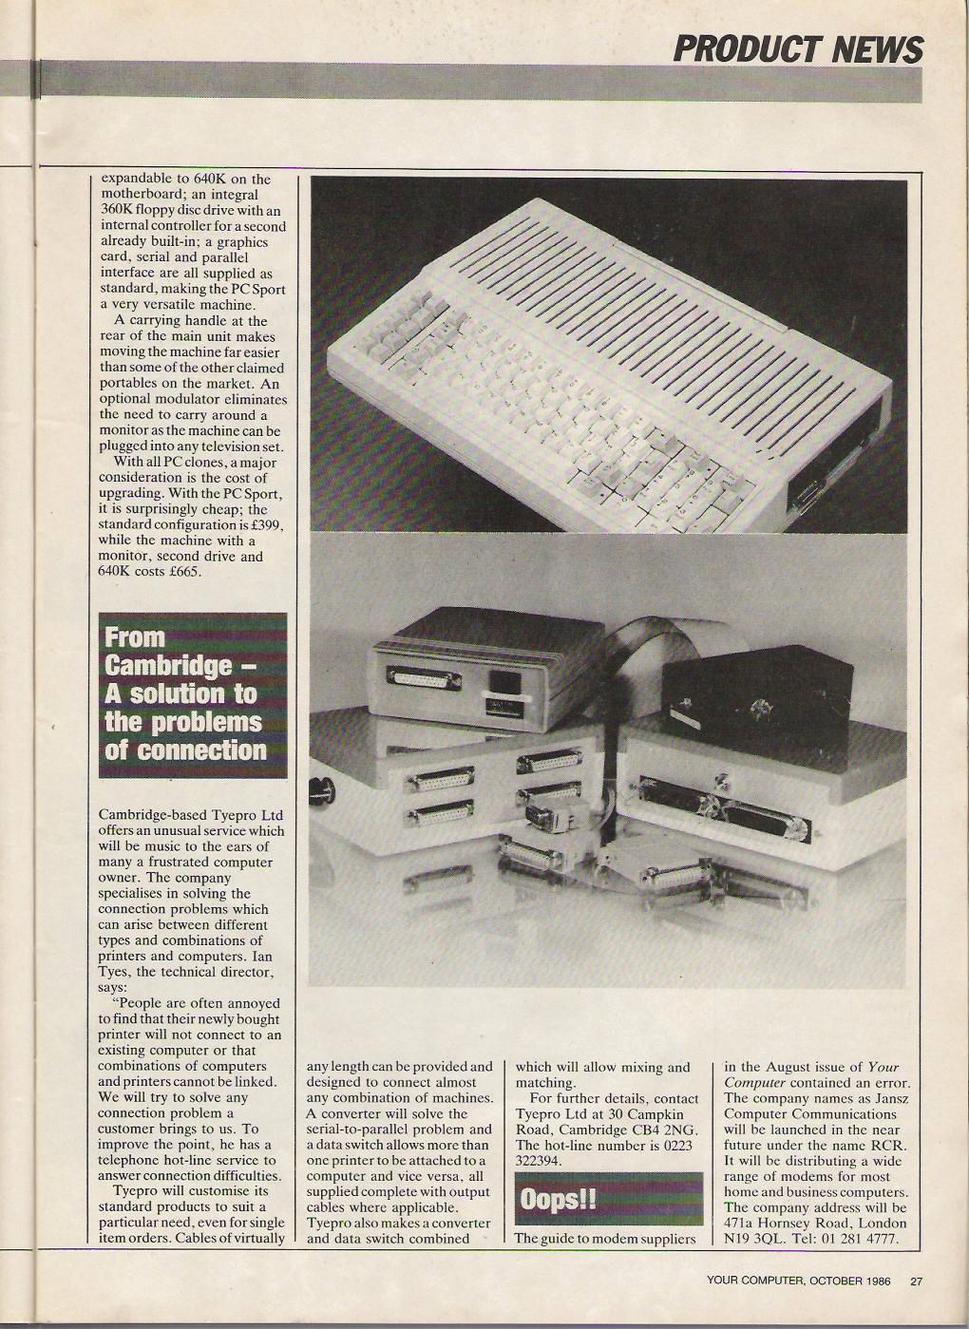 PRODUCT NEWS
expandable to 640K on the
motherboard; an integral
360K floppy disc drive with an
internal controller for a second
already built-in; a graphics
card, serial and parallel
interface are all supplied as
standard, making the PC Sport
a very versatile machine.
A carrying handle at the
rear of the main unit makes
moving the machine far easier
than some of the other claimed
portables on the market. An
optional modulator eliminates
the need to carry around a
monitor as the machine can be
plugged into any television set.
With all PC clones, a major
consideration is the cost of
upgrading. With the PC Sport,
it is surprisingly cheap; the
standard configuration is £399,
while the machine with a
monitor, second drive and
640K costs £665.
From
Cambridge –
A solution to
the problems
of connection
Cambridge-based Tyepro Ltd
offers an unusual service which
will be music to the ears of
many a frustrated computer
owner. The company
specialises in solving the
connection problems which
can arise between different
types and combinations of
printers and computers. Ian
Tyes, the technical director,
says:
“People are often annoyed
to find that their newly bought
printer will not connect to an
existing computer or that
combinations of computers
and printers cannot be linked.
We will try to solve any
connection problem a
customer brings to us. To
improve the point, he has a
telephone hot-line service to
answer connection difficulties.
Tyepro will customise its
standard products to suit a
particular need, even for single
item orders. Cables of virtually
any length can be provided and
designed to connect almost
any combination of machines.
A converter will solve the
serial-to-parallel problem and
a data switch allows more than
one printer to be attached to a
computer and vice versa, all
supplied complete with output
cables where applicable.
Tyepro also makes a converter
and data switch combined
which will allow mixing and
matching.
For further details, contact
Tyepro Ltd at 30 Campkin
Road, Cambridge CB4 2NG.
The hot-line number is 0223
322394.
Oops!!
The guide to modem suppliers
in the August issue of Your
Computer contained an error.
The company names as Jansz
Computer Communications
will be launched in the near
future under the name RCR.
It will be distributing a wide
range of modems for most
home and business computers.
The company address will be
471a Hornsey Road, London
N19 3QL. Tel: 01 281 4777.
YOUR COMPUTER, OCTOBER 1986 27